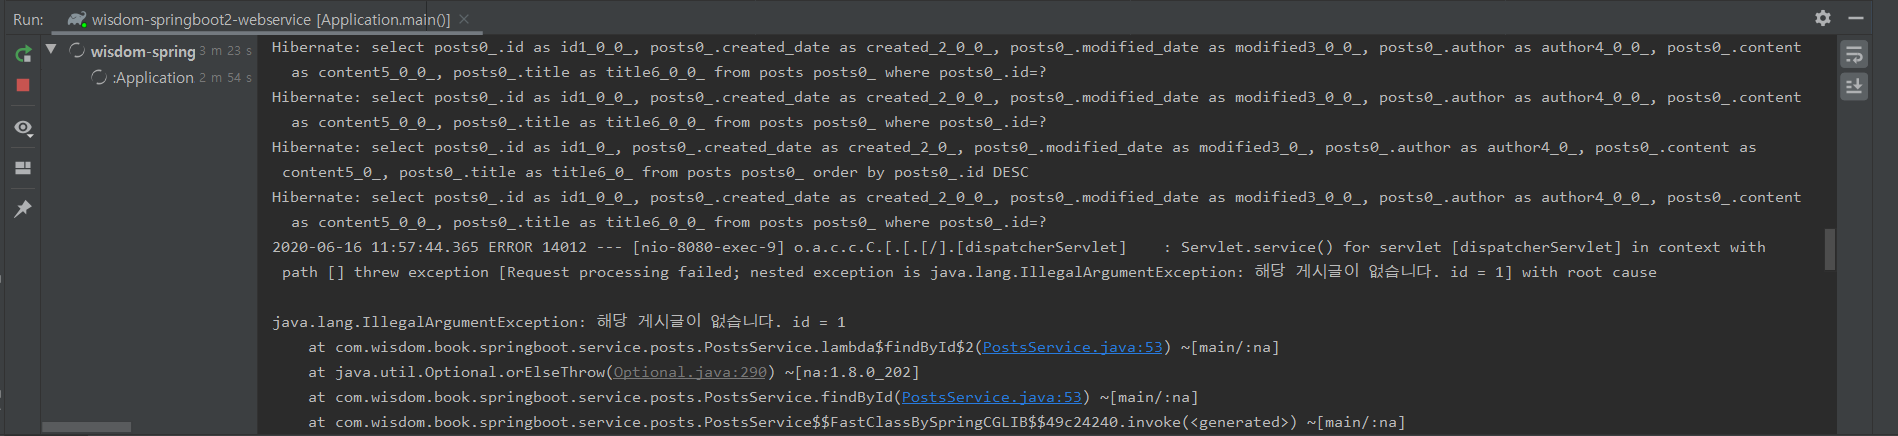 Run: wisdom-springboot2-webservice [Application.main()]
wisdom-spring 3 m 23 s
:Application 2 m 54 s
Hibernate: select posts0_.id as id1_0_0_, posts0_.created_date as created_2_0_0_, posts0_.modified_date as modified3_0_0_, posts0_.author as author4_0_0_, posts0_.content
as content5_0_0_, posts0_.title as title6_0_0_ from posts posts0_ where posts0_.id=?
Hibernate: select posts0_.id as id1_0_0_, posts0_.created_date as created_2_0_0_, posts0_.modified_date as modified3_0_0_, posts0_.author as author4_0_0_, posts0_.content
as content5_0_0_, posts0_.title as title6_0_0_ from posts posts0_ where posts0_.id=?
Hibernate: select posts0_.id as id1_0_, posts0_.created_date as created_2_0_, posts0_.modified_date as modified3_0_, posts0_.author as author4_0_, posts0_.content as
content5_0_, posts0_.title as title6_0_ from posts posts0_ order by posts0_.id DESC
Hibernate: select posts0_.id as id1_0_0_, posts0_.created_date as created_2_0_0_, posts0_.modified_date as modified3_0_0_, posts0_.author as author4_0_0_, posts0_.content
as content5_0_0_, posts0_.title as title6_0_0_ from posts posts0_ where posts0_.id=?
2020-06-16 11:57:44.365 ERROR 14012 --- [nio-8080-exec-9] o.a.c.c.C.[.[.[/].[dispatcherServlet]    : Servlet.service() for servlet [dispatcherServlet] in context with
path [] threw exception [Request processing failed; nested exception is java.lang.IllegalArgumentException: 해당 게시글이 없습니다. id = 1] with root cause
java.lang.IllegalArgumentException: 해당 게시글이 없습니다. id = 1
at com.wisdom.book.springboot.service.posts.PostsService.lambda$findById$2(PostsService.java:53) ~[main/:na]
at java.util.Optional.orElseThrow(Optional.java:290) ~[na:1.8.0_202]
at com.wisdom.book.springboot.service.posts.PostsService.findById(PostsService.java:53) ~[main/:na]
at com.wisdom.book.springboot.service.posts.PostsService$$FastClassBySpringCGLIB$$49c24240.invoke(<generated>) ~[main/:na]